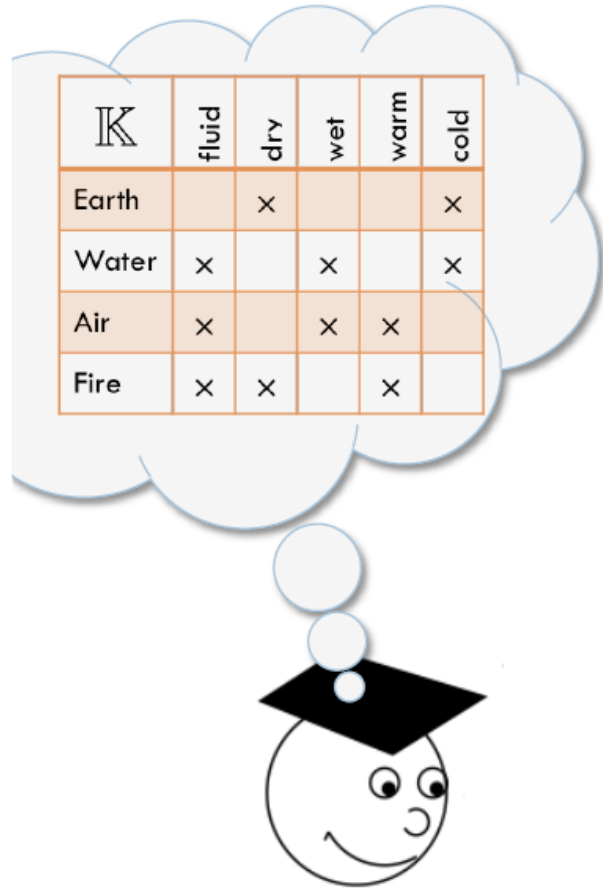 𝕂 fluid dry wet warm cold
Earth × ×
Water × × ×
Air × × ×
Fire × × ×